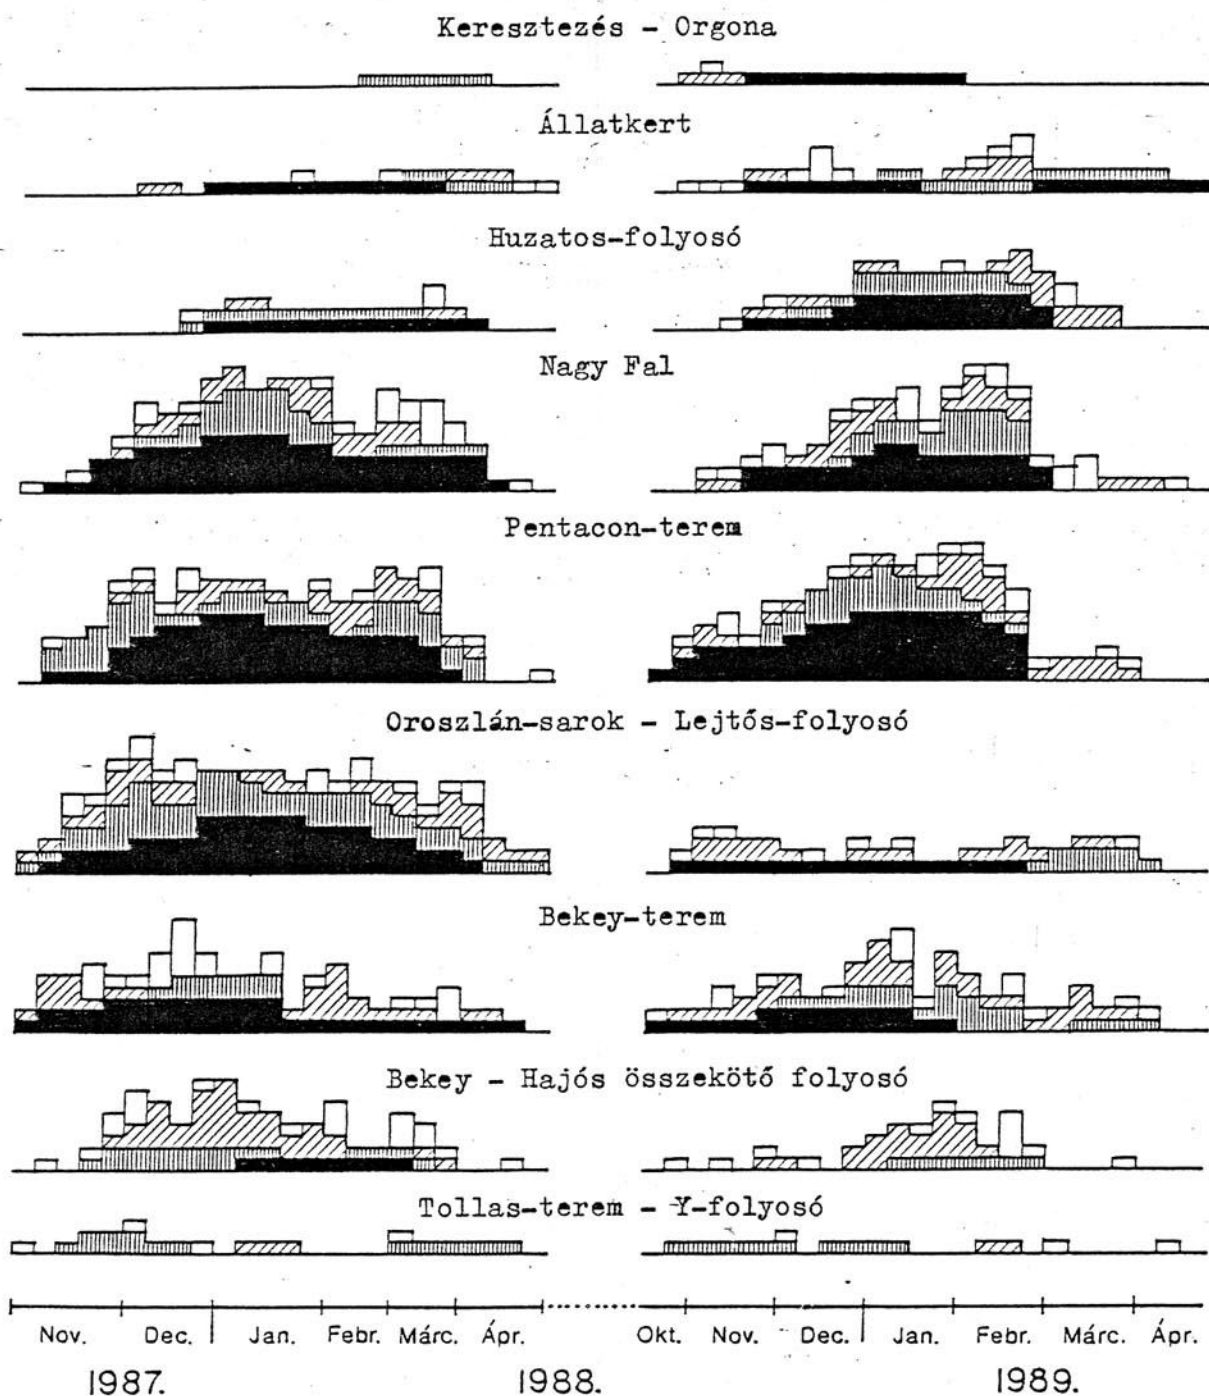 Keresztezés - Orgona
Állatkert
Huzatos-folyosó
Nagy Fal
Pentacon-terem
Oroszlán-sarok - Lejtős-folyosó
Bekey-terem
Bekey - Hajós összekötő folyosó
Tollas-terem - Y-folyosó
Nov. Dec. Jan. Febr. Márc. Ápr. Okt. Nov. Dec. Jan. Febr. Márc. Ápr.
1987. 1988. 1989.